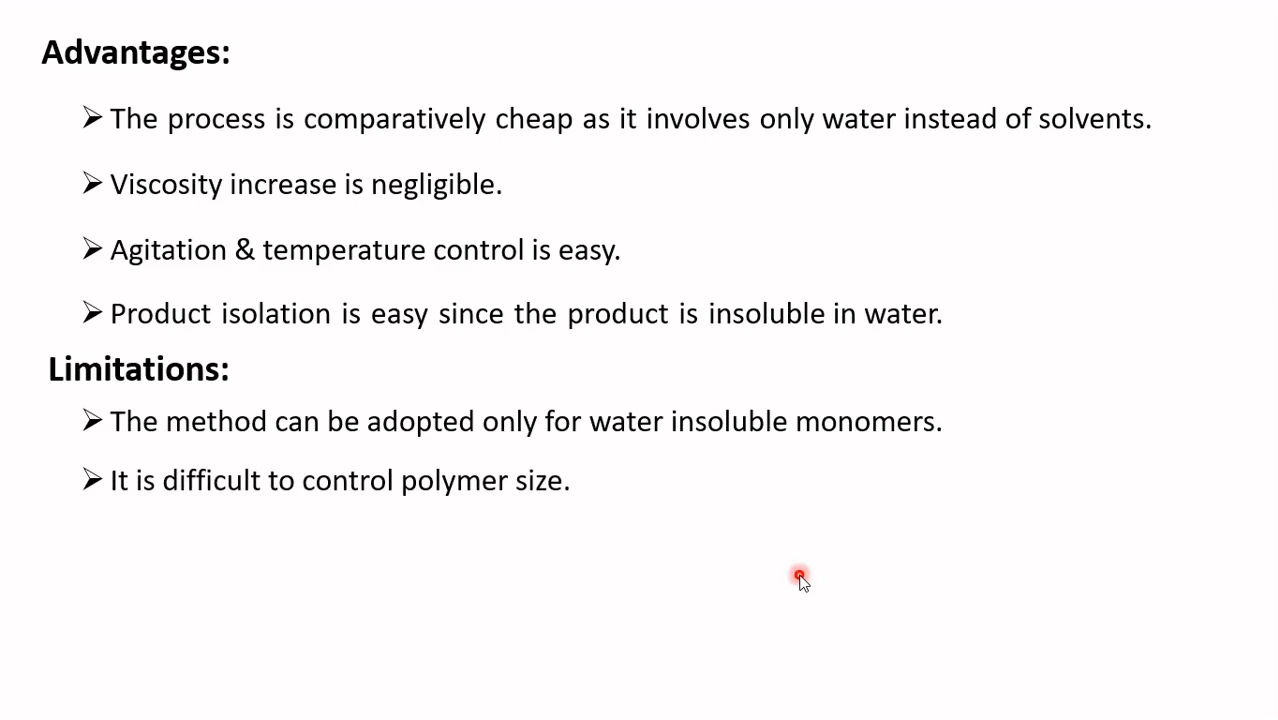 Advantages:
➢ The process is comparatively cheap as it involves only water instead of solvents.
➢ Viscosity increase is negligible.
➢ Agitation & temperature control is easy.
➢ Product isolation is easy since the product is insoluble in water.
Limitations:
➢ The method can be adopted only for water insoluble monomers.
➢ It is difficult to control polymer size.